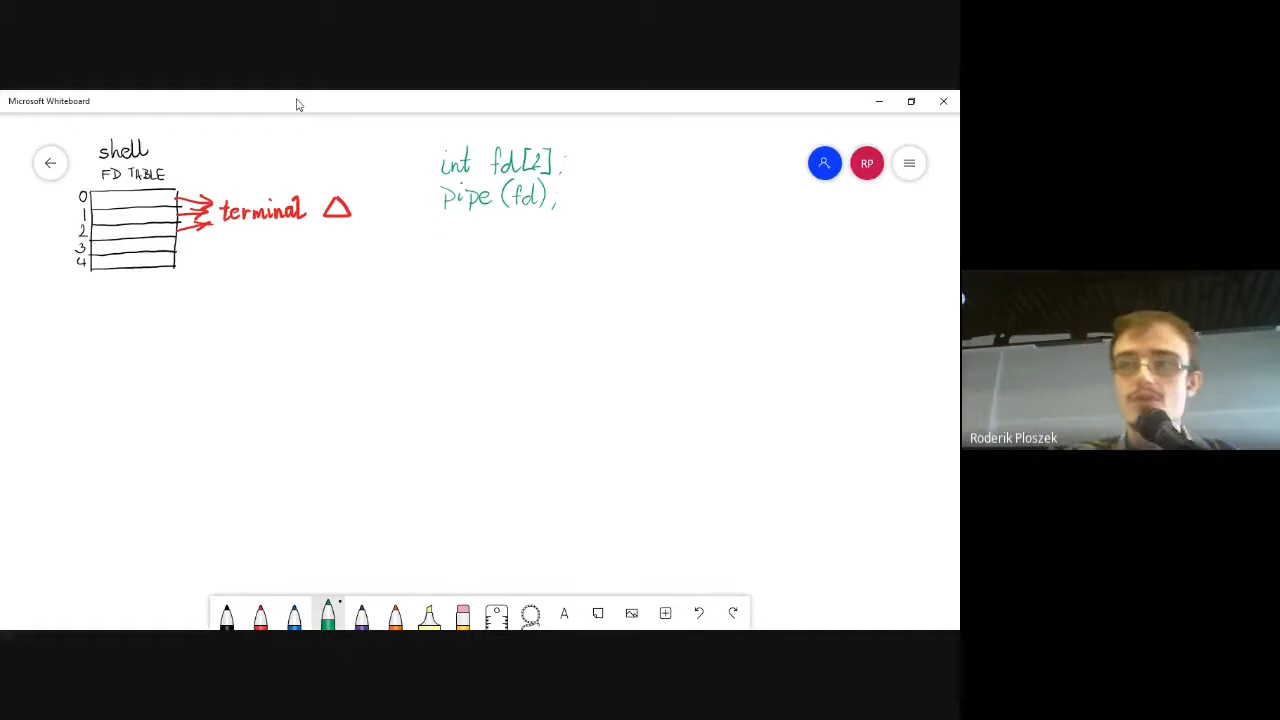 Microsoft Whiteboard
shell
FD TABLE
0
1
2
3
4
terminal
int fd[2];
pipe(fd);
RP
A
Roderik Ploszek